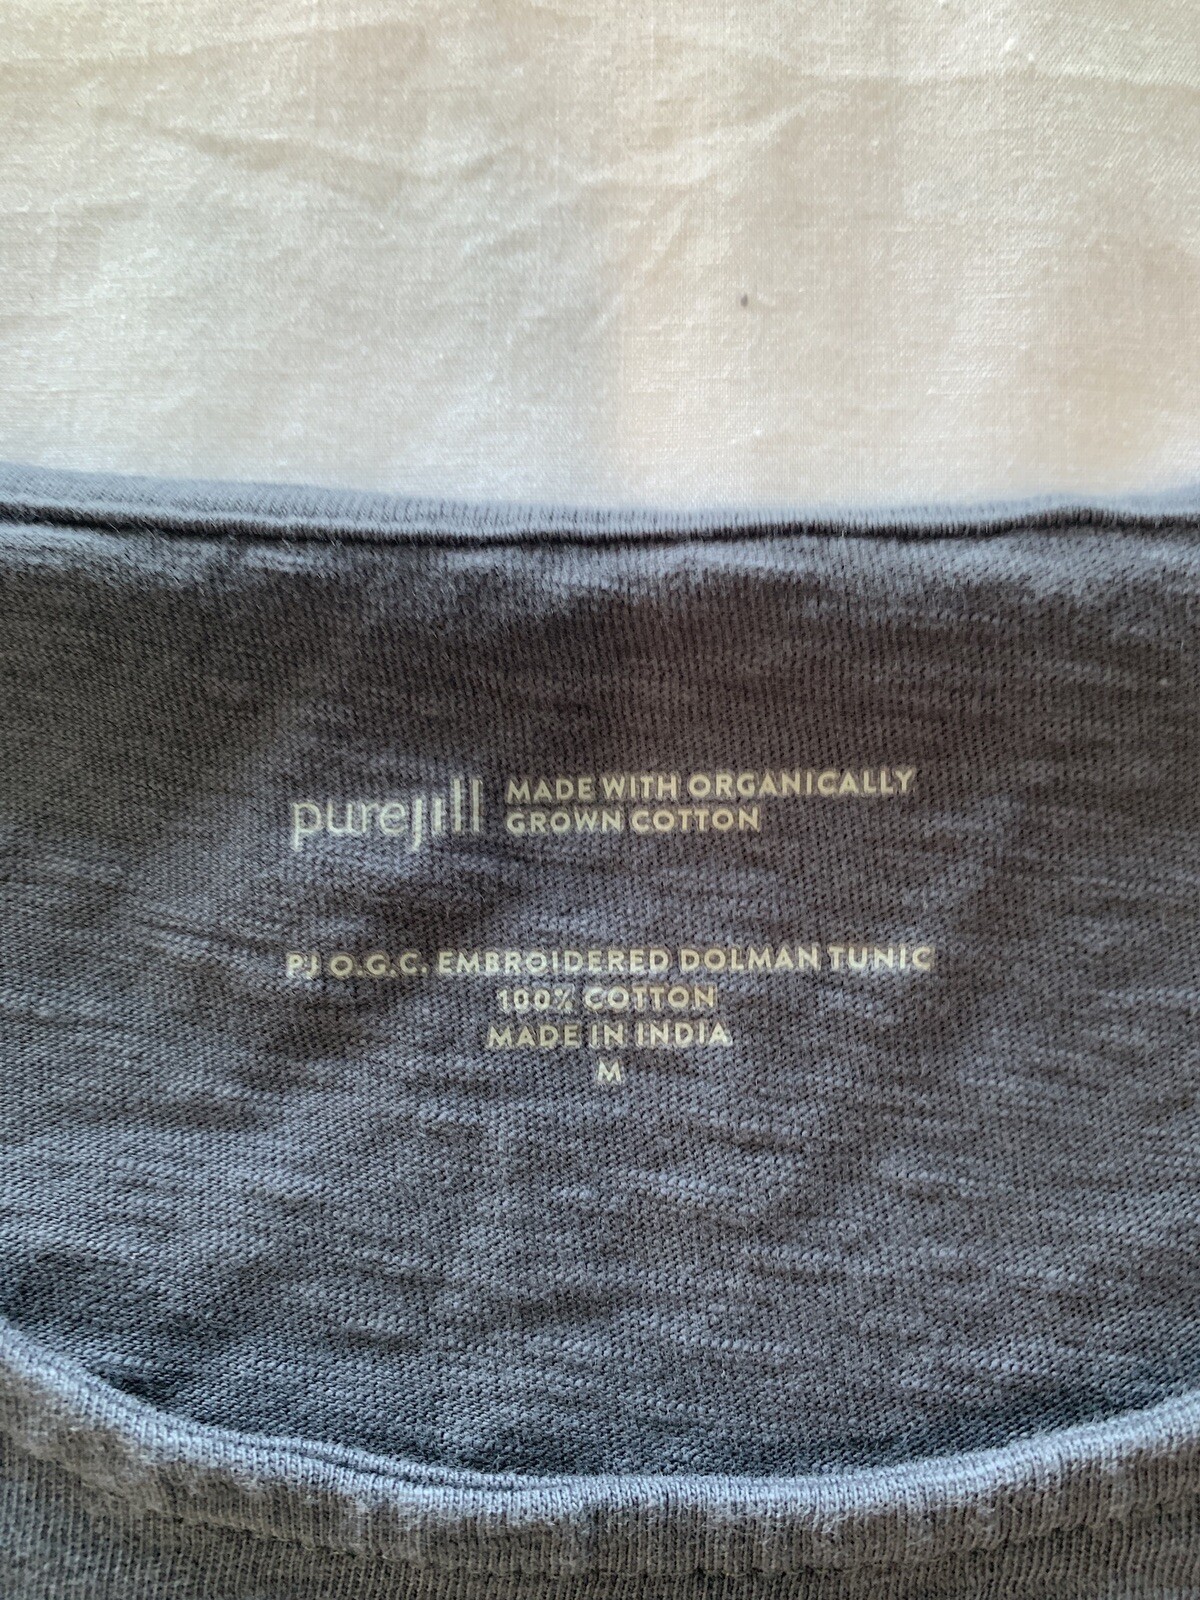 purejill MADE WITH ORGANICALLY
GROWN COTTON
PJ O.G.C. EMBROIDERED DOLMAN TUNIC
100% COTTON
MADE IN INDIA
M